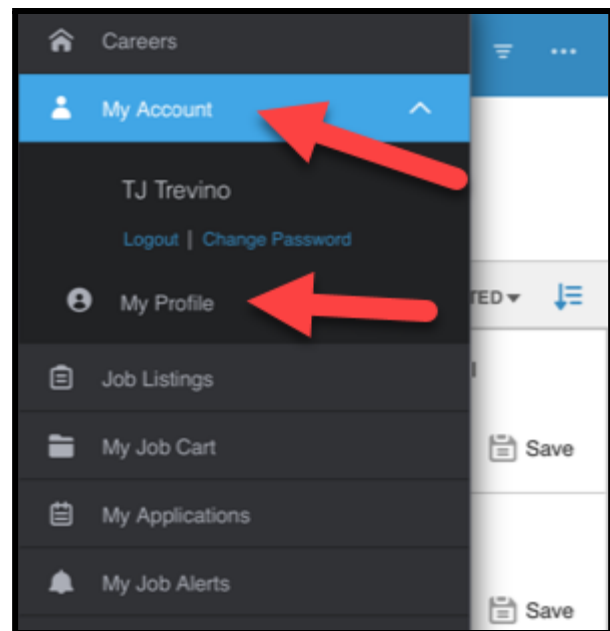 Careers
My Account
TJ Trevino
Logout | Change Password
My Profile
TED
Job Listings
My Job Cart
Save
My Applications
My Job Alerts
Save